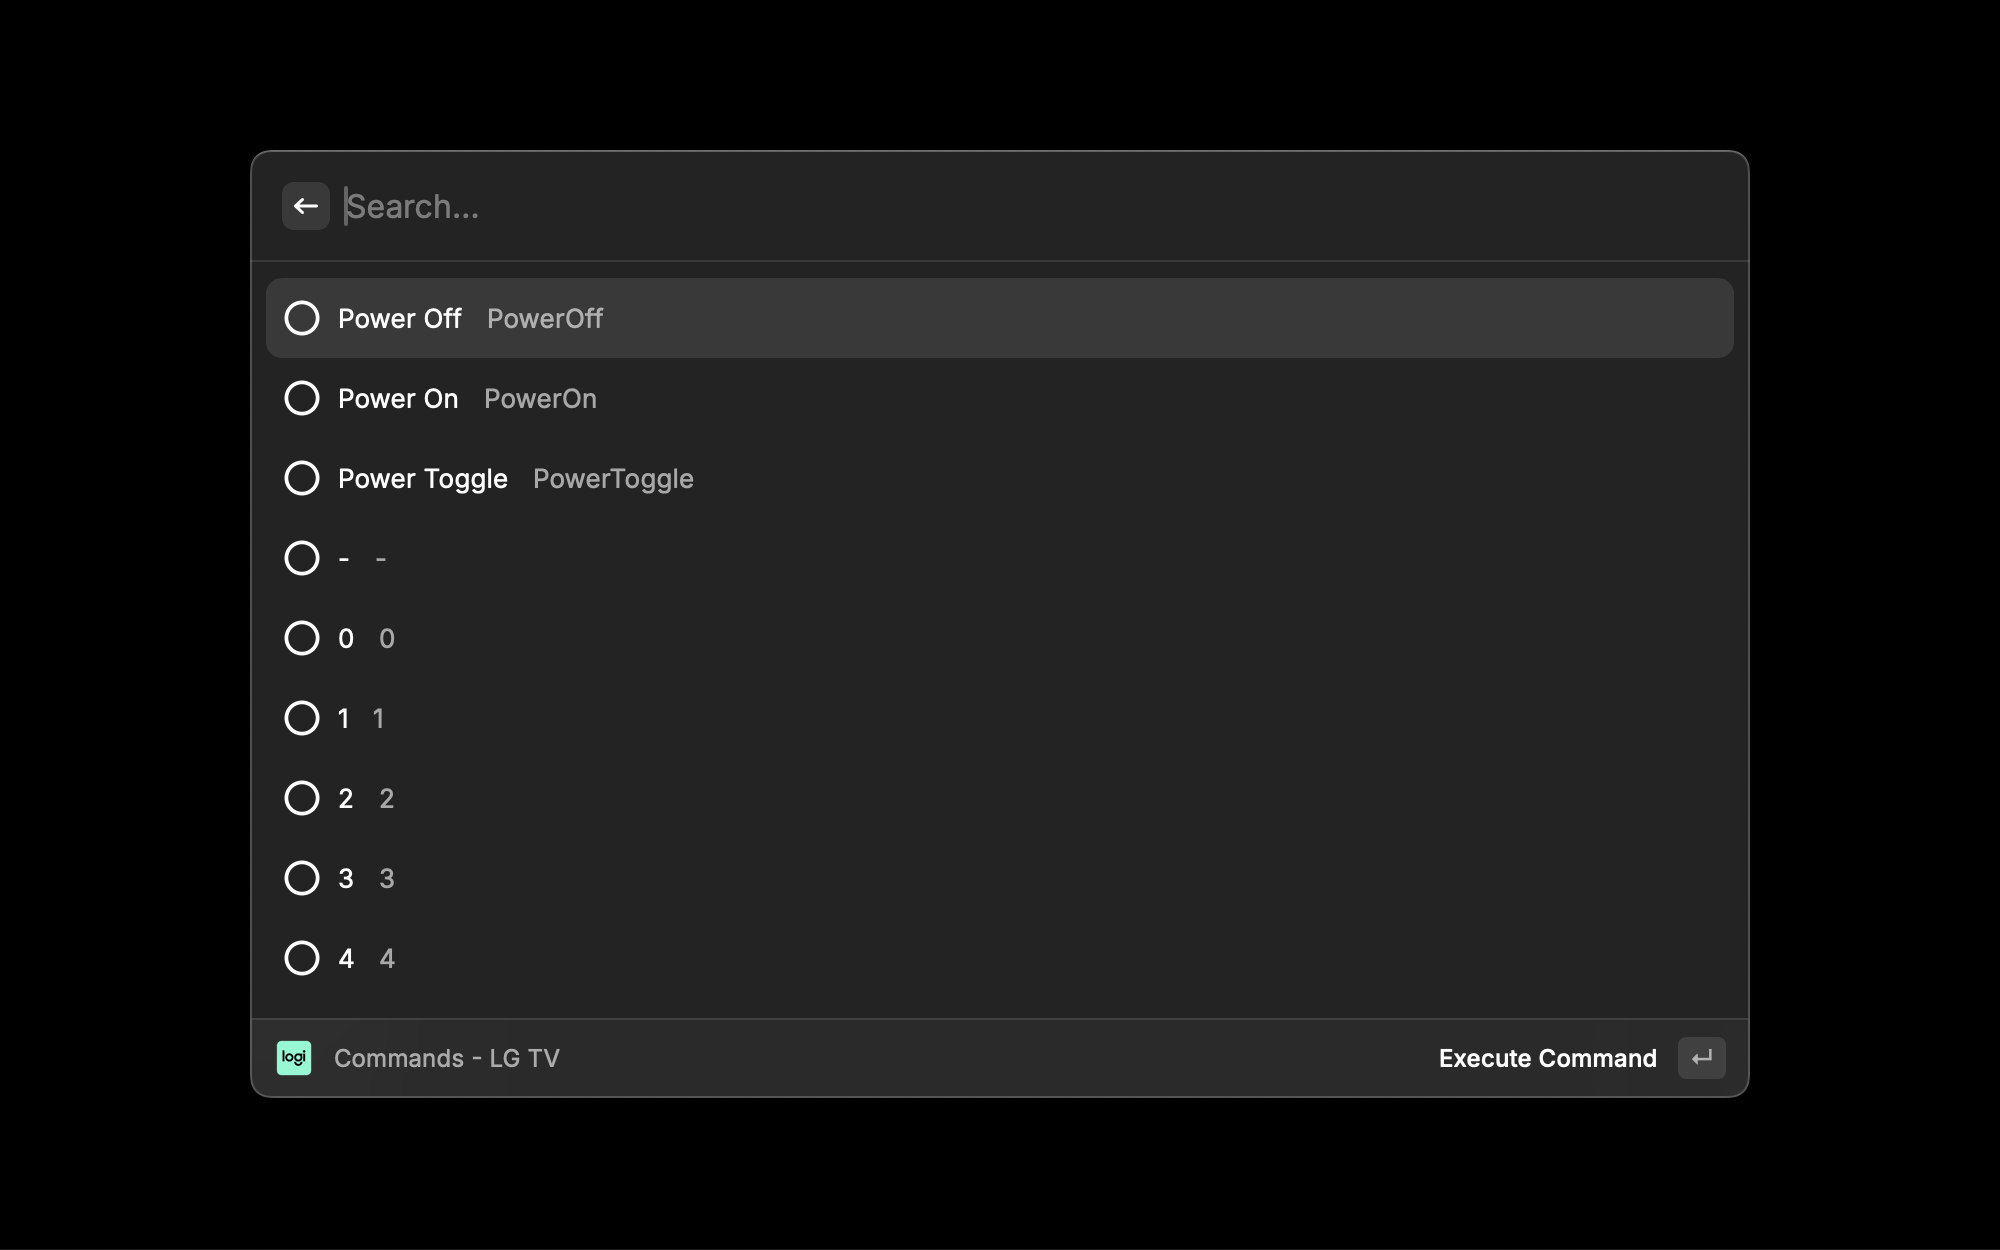 Search...
Power Off PowerOff
Power On PowerOn
Power Toggle PowerToggle
- -
0 0
1 1
2 2
3 3
4 4
logi Commands - LG TV Execute Command